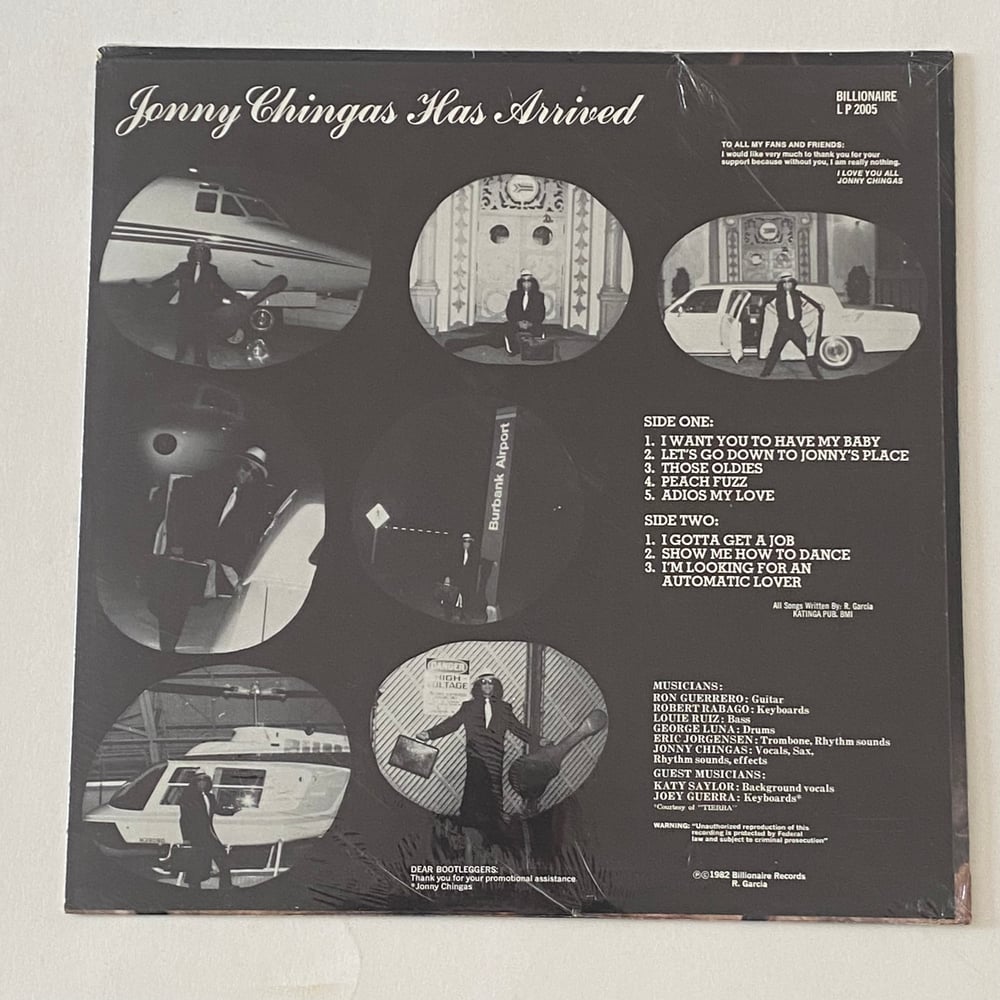 Jonny Chingas Has Arrived
BILLIONAIRE
L P 2005
TO ALL MY FANS AND FRIENDS:
I would like very much to thank you for your
support because without you, I am really nothing.
I LOVE YOU ALL
JONNY CHINGAS
Burbank Airport
SIDE ONE:
1. I WANT YOU TO HAVE MY BABY
2. LET'S GO DOWN TO JONNY'S PLACE
3. THOSE OLDIES
4. PEACH FUZZ
5. ADIOS MY LOVE
SIDE TWO:
1. I GOTTA GET A JOB
2. SHOW ME HOW TO DANCE
3. I'M LOOKING FOR AN
AUTOMATIC LOVER
All Songs Written By: R. Garcia
KATINGA PUB. BMI
DANGER
HIGH
VOLTAGE
MUSICIANS:
RON GUERRERO: Guitar
ROBERT RABAGO: Keyboards
LOUIE RUIZ: Bass
GEORGE LUNA: Drums
ERIC JORGENSEN: Trombone, Rhythm sounds
JONNY CHINGAS: Vocals, Sax,
Rhythm sounds, effects
GUEST MUSICIANS:
KATY SAYLOR: Background vocals
JOEY GUERRA: Keyboards*
*Courtesy of "TIERRA"
WARNING: "Unauthorized reproduction of this
recording is protected by Federal
law and subject to criminal prosecution"
DEAR BOOTLEGGERS:
Thank you for your promotional assistance
*Jonny Chingas
℗©1982 Billionaire Records
R. Garcia